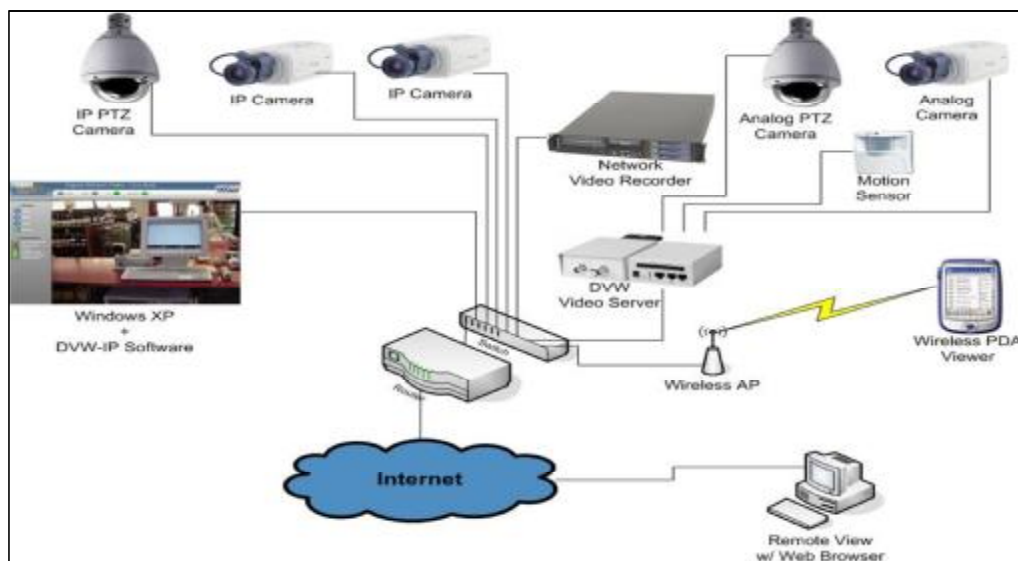 IP PTZ
Camera
IP Camera
IP Camera
Network
Video Recorder
Analog PTZ
Camera
Analog
Camera
Motion
Sensor
Windows XP
+
DVW-IP Software
DVW
Video Server
Switch
Router
Wireless AP
Wireless PDA
Viewer
Internet
Remote View
w/ Web Browser